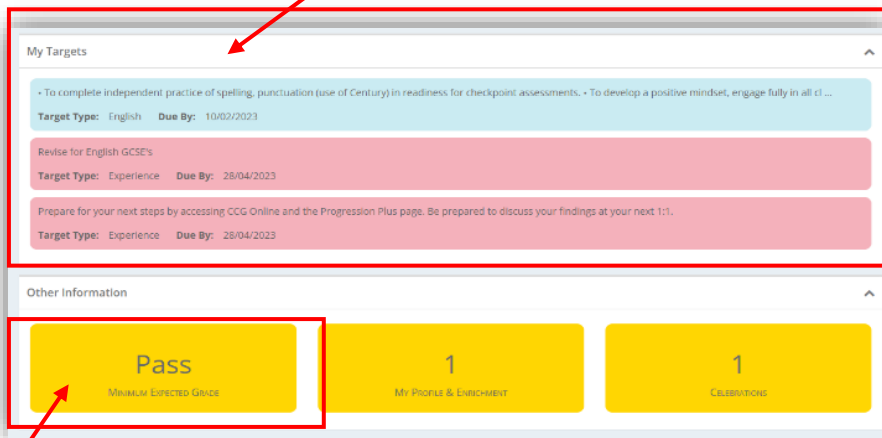 My Targets
• To complete independent practice of spelling, punctuation (use of Century) in readiness for checkpoint assessments. • To develop a positive mindset, engage fully in all cl ...
Target Type: English Due By: 10/02/2023
Revise for English GCSE's
Target Type: Experience Due By: 28/04/2023
Prepare for your next steps by accessing CCG Online and the Progression Plus page. Be prepared to discuss your findings at your next 1:1.
Target Type: Experience Due By: 28/04/2023
Other Information
Pass
Minimum Expected Grade
1
My Profile & Enrichment
1
Celebrations